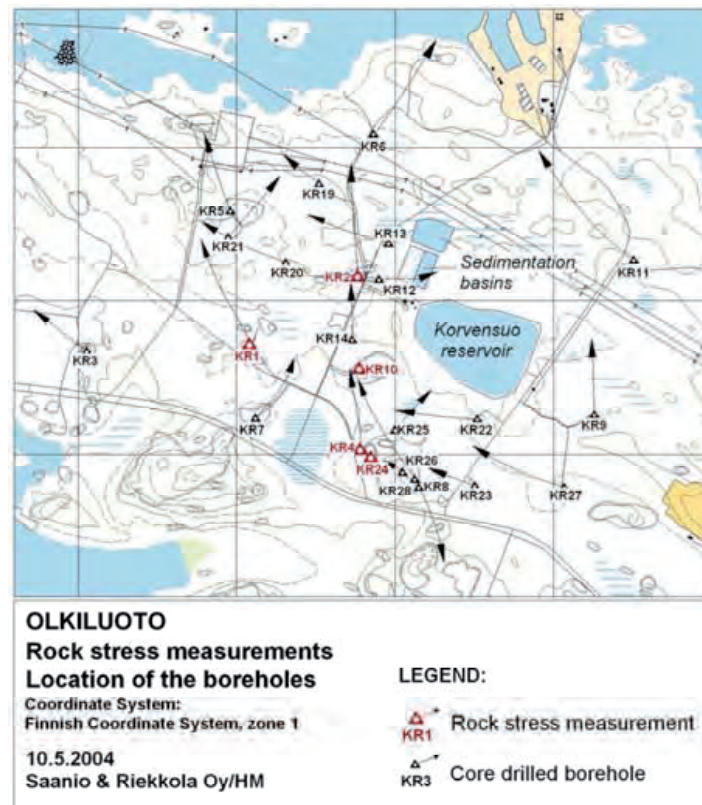 KR6
KR19
KR5
KR13
KR21
KR20
KR2
KR12
Sedimentation
basins
KR11
KR14
Korvensuo
reservoir
KR1
KR3
KR10
KR7
KR25
KR22
KR9
KR4
KR24
KR26
KR28
KR8
KR23
KR27
OLKILUOTO
Rock stress measurements
Location of the boreholes
Coordinate System:
Finnish Coordinate System, zone 1
10.5.2004
Saanio & Riekkola Oy/HM
LEGEND:
KR1 Rock stress measurement
KR3 Core drilled borehole